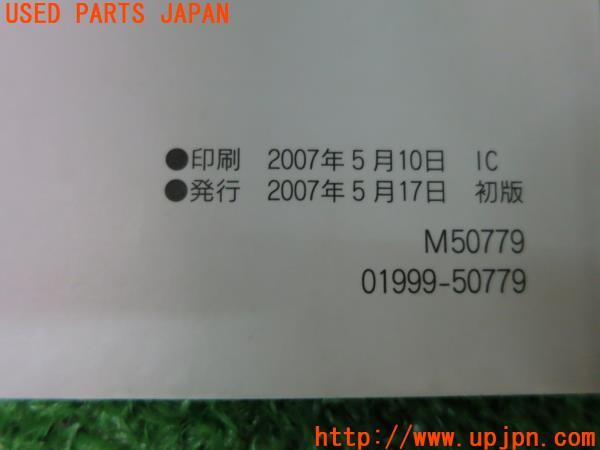 USED PARTS JAPAN
●印刷 2007年5月10日 IC
●発行 2007年5月17日 初版
M50779
01999-50779
http://www.upjpn.com/